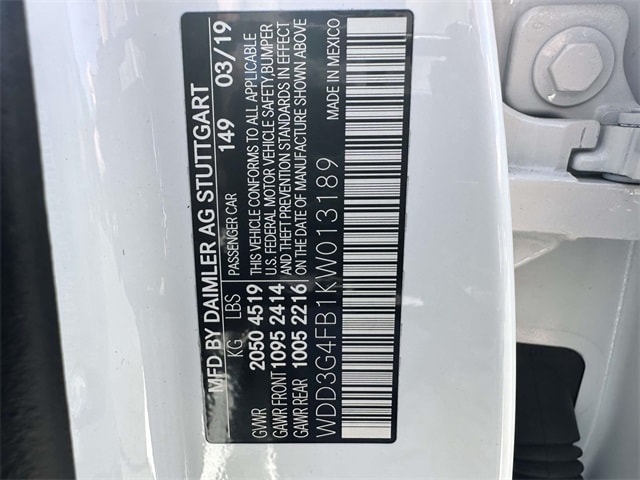 MFD BY DAIMLER AG STUTTGART
149 03/19
KG LBS PASSENGER CAR
GVWR 2050 4519
GAWR FRONT 1095 2414
GAWR REAR 1005 2216
THIS VEHICLE CONFORMS TO ALL APPLICABLE
U.S. FEDERAL MOTOR VEHICLE SAFETY,BUMPER
AND THEFT PREVENTION STANDARDS IN EFFECT
ON THE DATE OF MANUFACTURE SHOWN ABOVE
WDD3G4FB1KW013189 MADE IN MEXICO